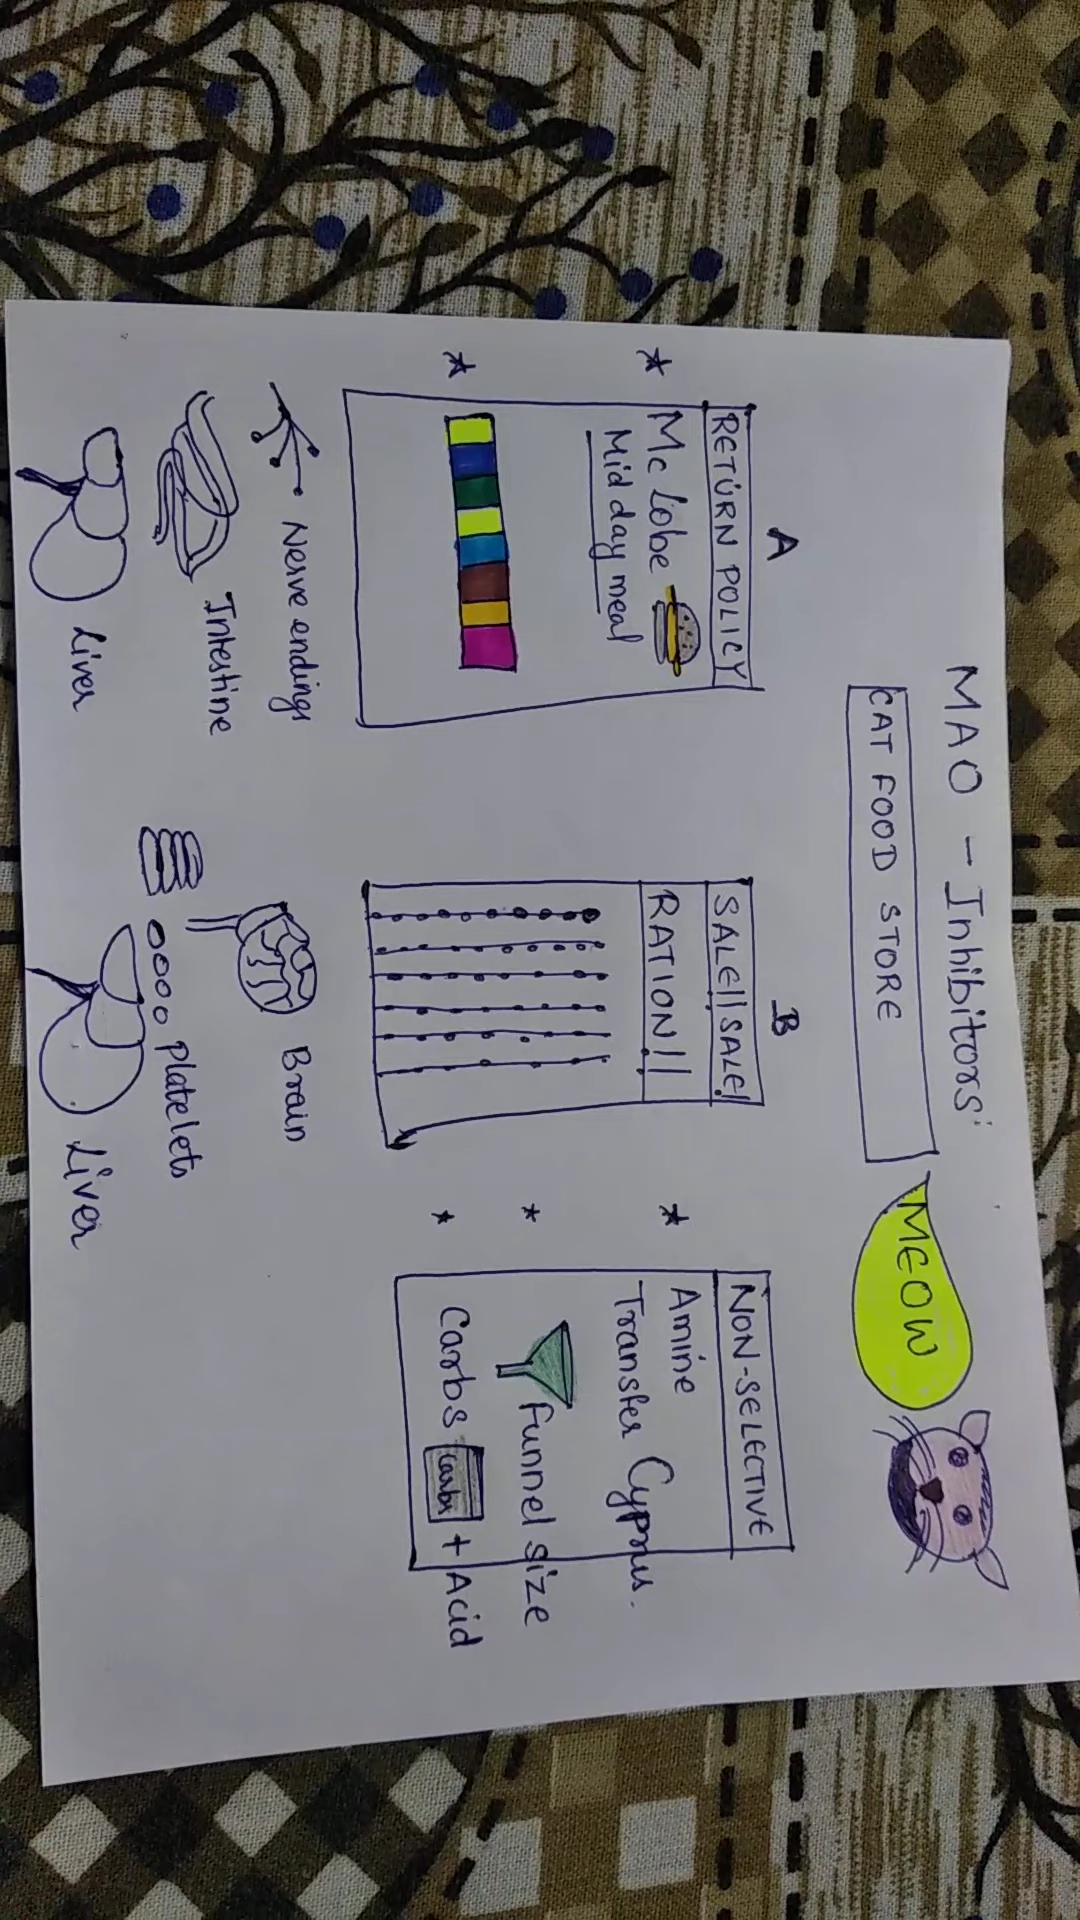 MAO - Inhibitors
CAT FOOD STORE
MEOW
A
RETURN POLICY
* Mc Lobe
Mid day meal
*
Nerve endings
Intestine
Liver
B
SALE!! SALE!
RATION!!
Brain
Platelets
Liver
NON-SELECTIVE
* Amine
Transfer Cyprus.
* Funnel size
* Carbs Carbs + Acid